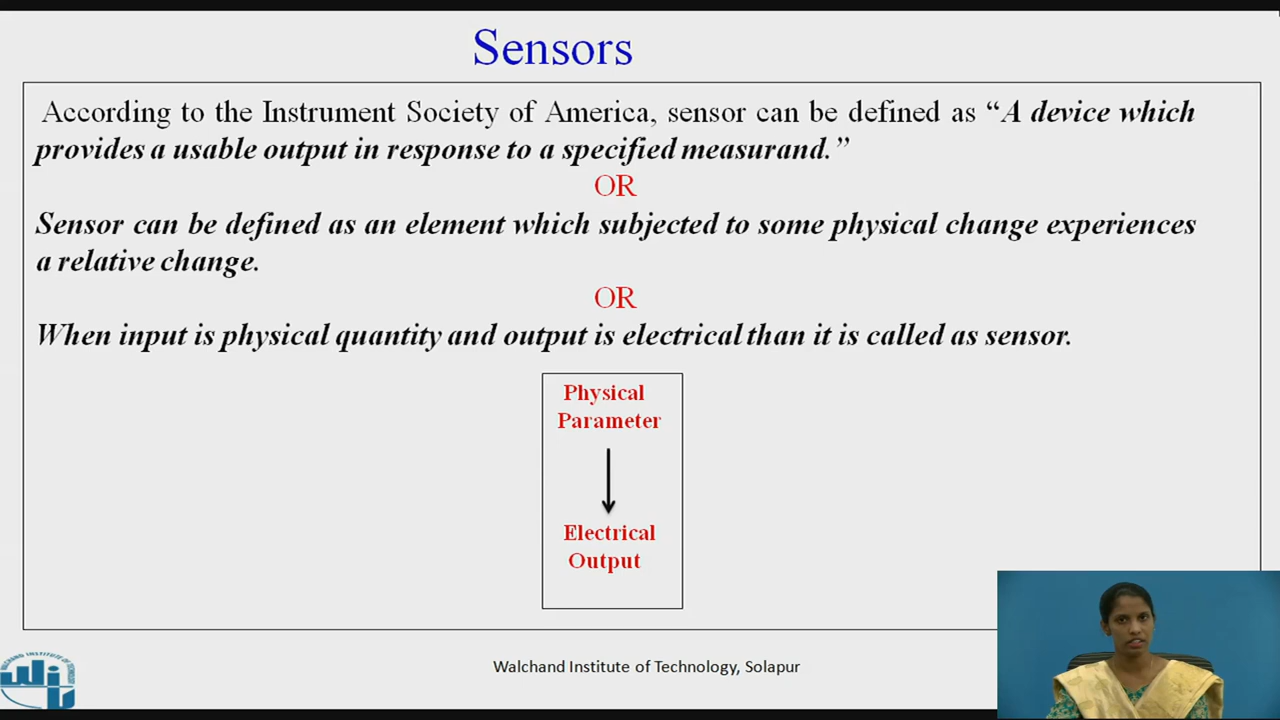 Sensors
According to the Instrument Society of America, sensor can be defined as “A device which
provides a usable output in response to a specified measurand.”
OR
Sensor can be defined as an element which subjected to some physical change experiences
a relative change.
OR
When input is physical quantity and output is electrical than it is called as sensor.
Physical
Parameter
Electrical
Output
Walchand Institute of Technology, Solapur